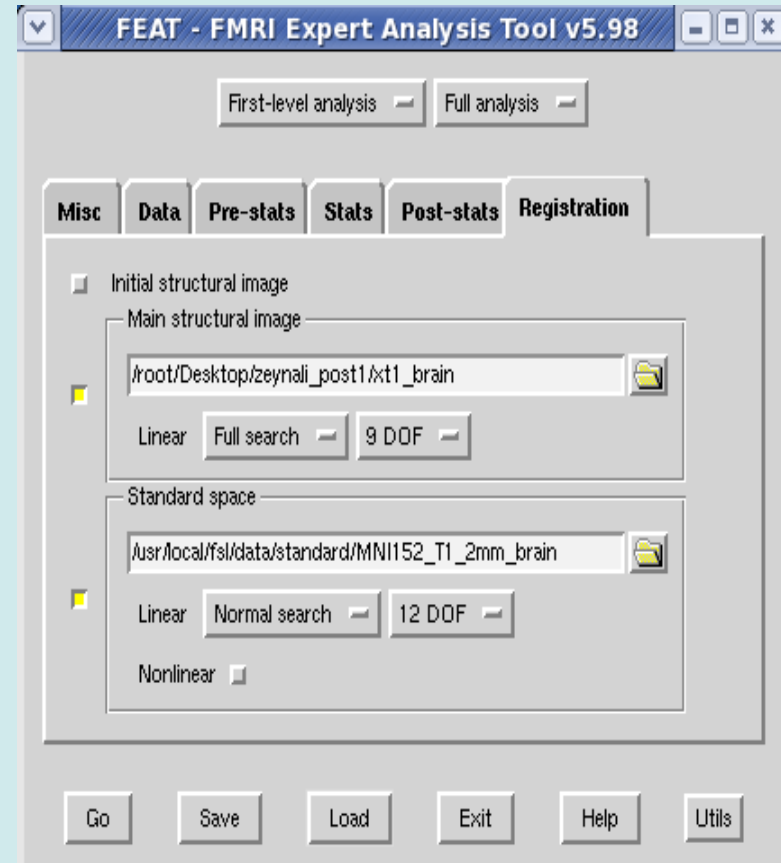 FEAT - FMRI Expert Analysis Tool v5.98
First-level analysis Full analysis
Misc Data Pre-stats Stats Post-stats Registration
Initial structural image
Main structural image
/root/Desktop/zeynali_post1/xt1_brain
Linear Full search 9 DOF
Standard space
/usr/local/fsl/data/standard/MNI152_T1_2mm_brain
Linear Normal search 12 DOF
Nonlinear
Go Save Load Exit Help Utils